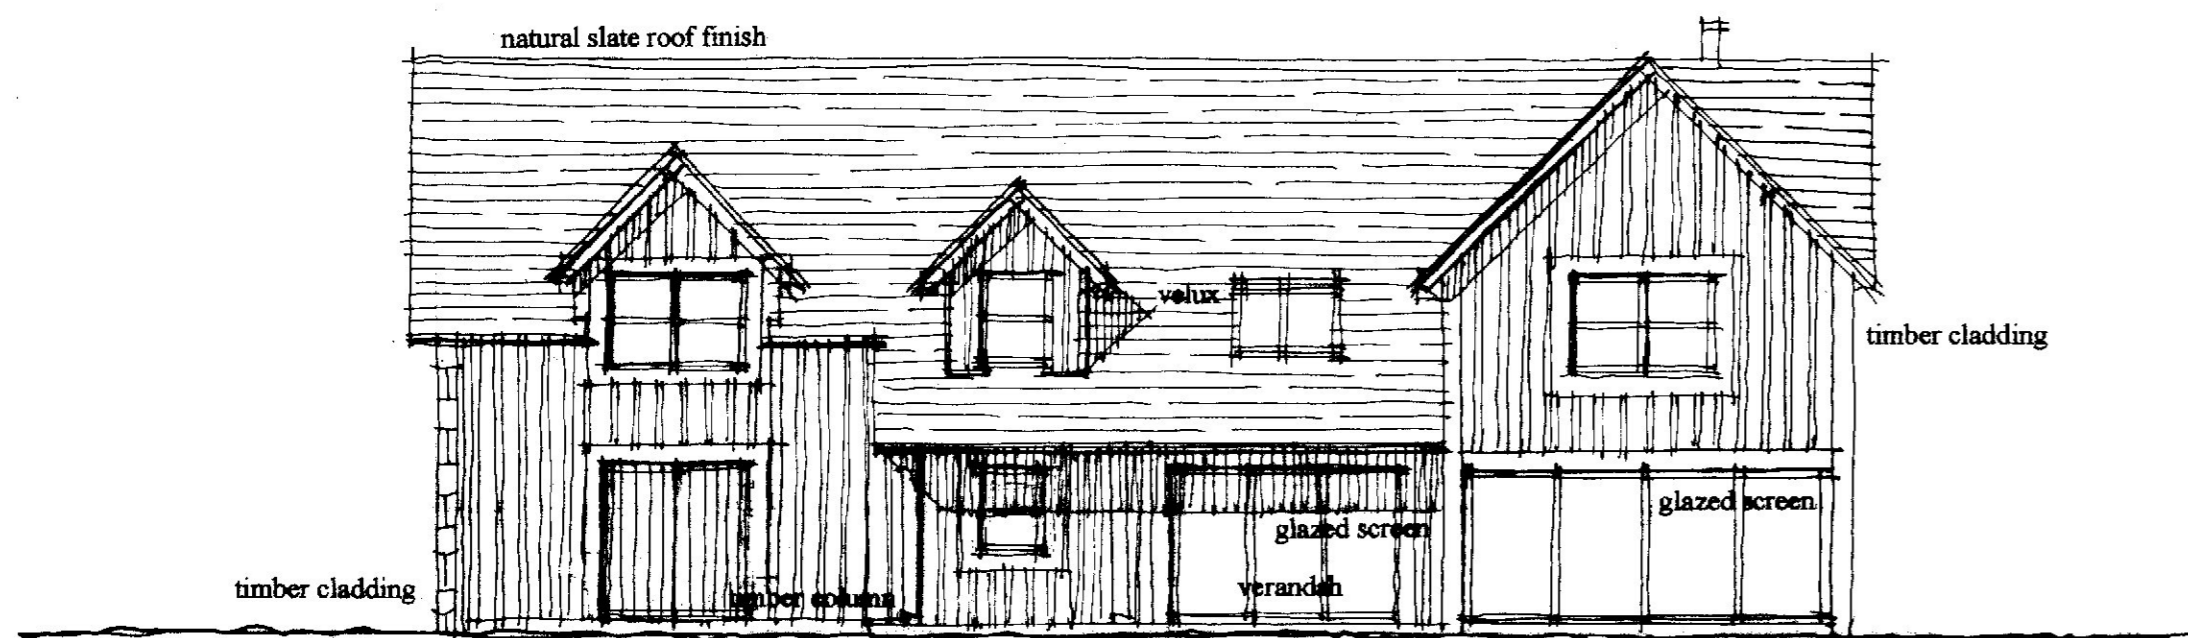 natural slate roof finish
velux
timber cladding
glazed screen
glazed screen
timber cladding
timber column
verandah